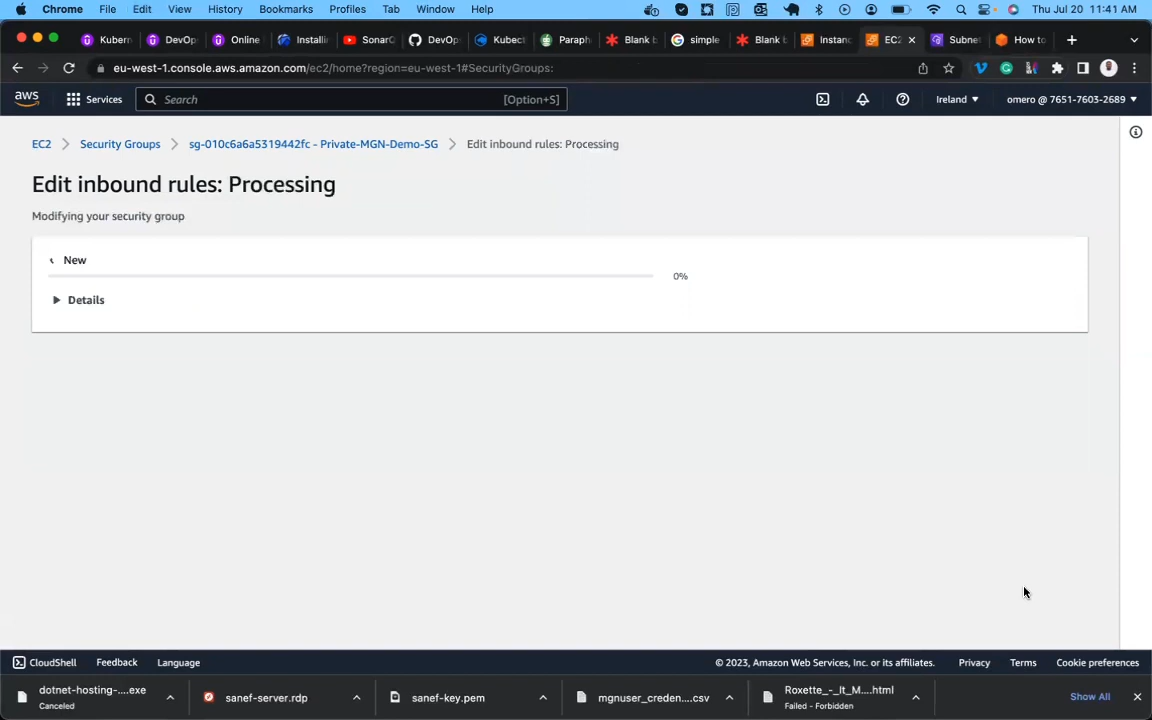 Chrome File Edit View History Bookmarks Profiles Tab Window Help Thu Jul 20 11:41 AM
Kubern DevOp Online Installi SonarQ DevOp Kubect Paraph Blank b simple Blank b Instanc EC2 Subnet How to
eu-west-1.console.aws.amazon.com/ec2/home?region=eu-west-1#SecurityGroups:
aws Services Search [Option+S] Ireland omero @ 7651-7603-2689
EC2 Security Groups sg-010c6a6a5319442fc - Private-MGN-Demo-SG Edit inbound rules: Processing
Edit inbound rules: Processing
Modifying your security group
New
0%
Details
CloudShell Feedback Language © 2023, Amazon Web Services, Inc. or its affiliates. Privacy Terms Cookie preferences
dotnet-hosting-....exe sanef-server.rdp sanef-key.pem mgnuser_creden....csv Roxette_-_It_M....html Show All
Canceled Failed - Forbidden